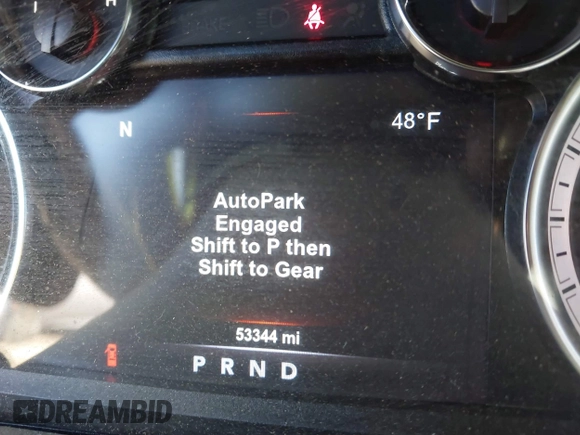 H
N
48°F
AutoPark
Engaged
Shift to P then
Shift to Gear
53344 mi
P R N D
DREAMBID